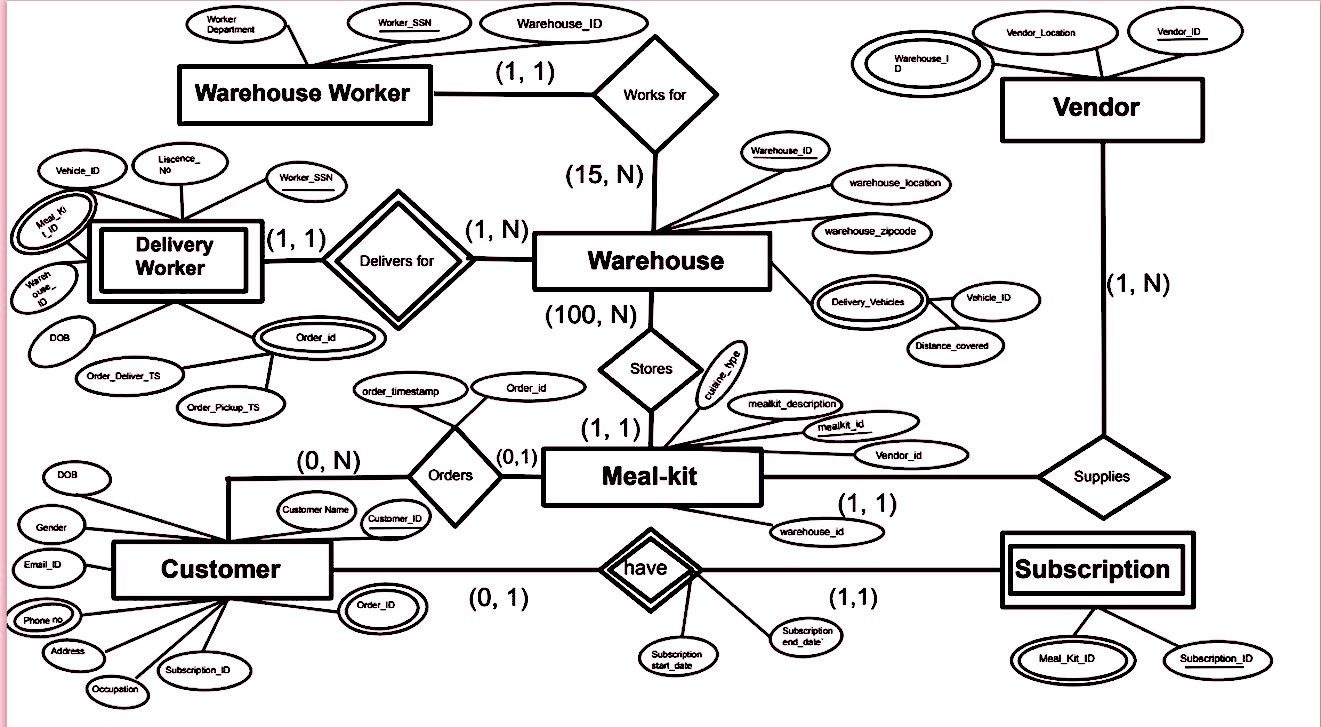 Worker
Department
Worker_SSN
Warehouse_ID
Warehouse Worker
(1, 1)
Works for
(15, N)
Warehouse_I
D
Vendor_Location
Vendor_ID
Vendor
Vehicle_ID
Liscence_
No
Worker_SSN
Meal_Ki
t_ID
Wareh
ouse_
ID
Delivery
Worker
(1, 1)
Delivers for
(1, N)
DOB
Order_id
Order_Deliver_TS
Order_Pickup_TS
Warehouse_ID
warehouse_location
warehouse_zipcode
Warehouse
Delivery_Vehicles
Vehicle_ID
Distance_covered
(1, N)
(100, N)
Stores
(1, 1)
cuisine_type
mealkit_description
mealkit_id
Vendor_id
order_timestamp
Order_id
(0, N)
Orders
(0,1)
Meal-kit
(1, 1)
Supplies
warehouse_id
DOB
Gender
Email_ID
Phone no
Address
Occupation
Subscription_ID
Order_ID
Customer Name
Customer_ID
Customer
(0, 1)
have
(1,1)
Subscription
start_date
Subscription
end_date`
Subscription
Meal_Kit_ID
Subscription_ID